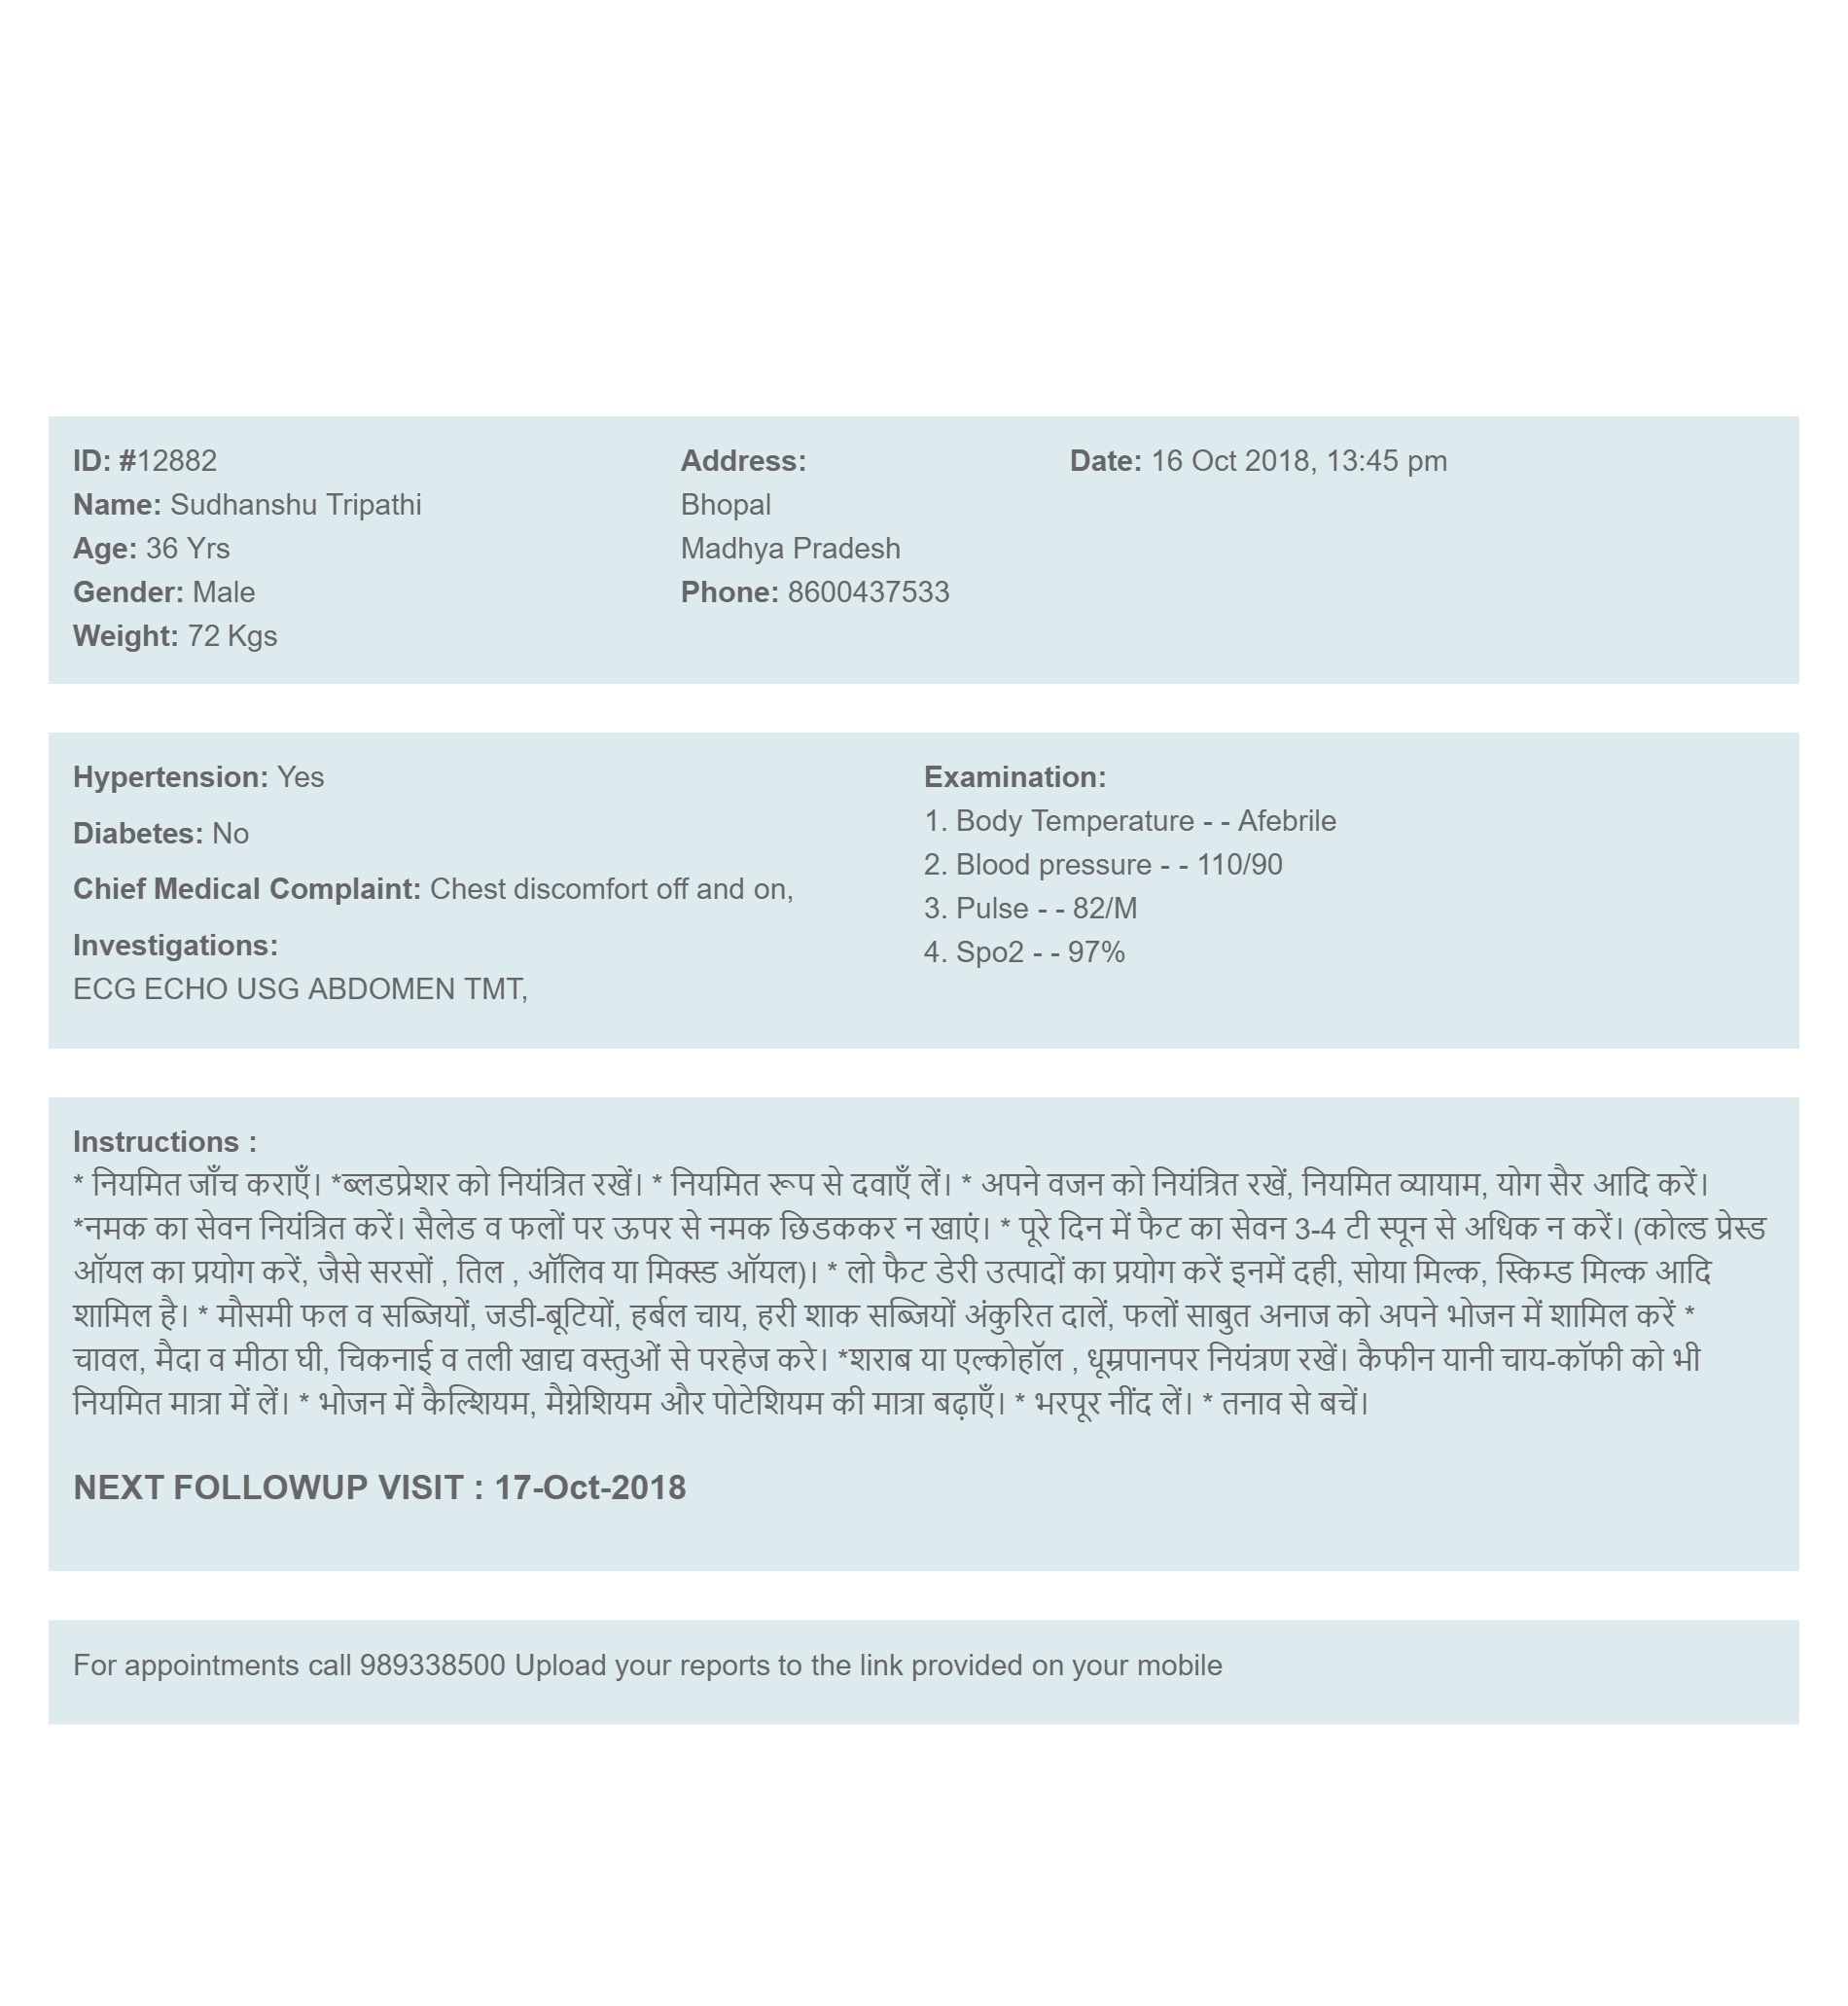 ID: #12882
Name: Sudhanshu Tripathi
Age: 36 Yrs
Gender: Male
Weight: 72 Kgs
Address:
Bhopal
Madhya Pradesh
Phone: 8600437533
Date: 16 Oct 2018, 13:45 pm
Hypertension: Yes
Diabetes: No
Chief Medical Complaint: Chest discomfort off and on,
Investigations:
ECG ECHO USG ABDOMEN TMT,
Examination:
1. Body Temperature - - Afebrile
2. Blood pressure - - 110/90
3. Pulse - - 82/M
4. Spo2 - - 97%
Instructions :
* नियमित जाँच कराएँ। *ब्लडप्रेशर को नियंत्रित रखें। * नियमित रूप से दवाएँ लें। * अपने वजन को नियंत्रित रखें, नियमित व्यायाम, योग सैर आदि करें।
*नमक का सेवन नियंत्रित करें। सैलेड व फलों पर ऊपर से नमक छिडककर न खाएं। * पूरे दिन में फैट का सेवन 3-4 टी स्पून से अधिक न करें। (कोल्ड प्रेस्ड
ऑयल का प्रयोग करें, जैसे सरसों , तिल , ऑलिव या मिक्स्ड ऑयल)। * लो फैट डेरी उत्पादों का प्रयोग करें इनमें दही, सोया मिल्क, स्किम्ड मिल्क आदि
शामिल है। * मौसमी फल व सब्जियों, जडी-बूटियों, हर्बल चाय, हरी शाक सब्जियों अंकुरित दालें, फलों साबुत अनाज को अपने भोजन में शामिल करें *
चावल, मैदा व मीठा घी, चिकनाई व तली खाद्य वस्तुओं से परहेज करे। *शराब या एल्कोहॉल , धूम्रपानपर नियंत्रण रखें। कैफीन यानी चाय-कॉफी को भी
नियमित मात्रा में लें। * भोजन में कैल्शियम, मैग्नेशियम और पोटेशियम की मात्रा बढ़ाएँ। * भरपूर नींद लें। * तनाव से बचें।
NEXT FOLLOWUP VISIT : 17-Oct-2018
For appointments call 989338500 Upload your reports to the link provided on your mobile